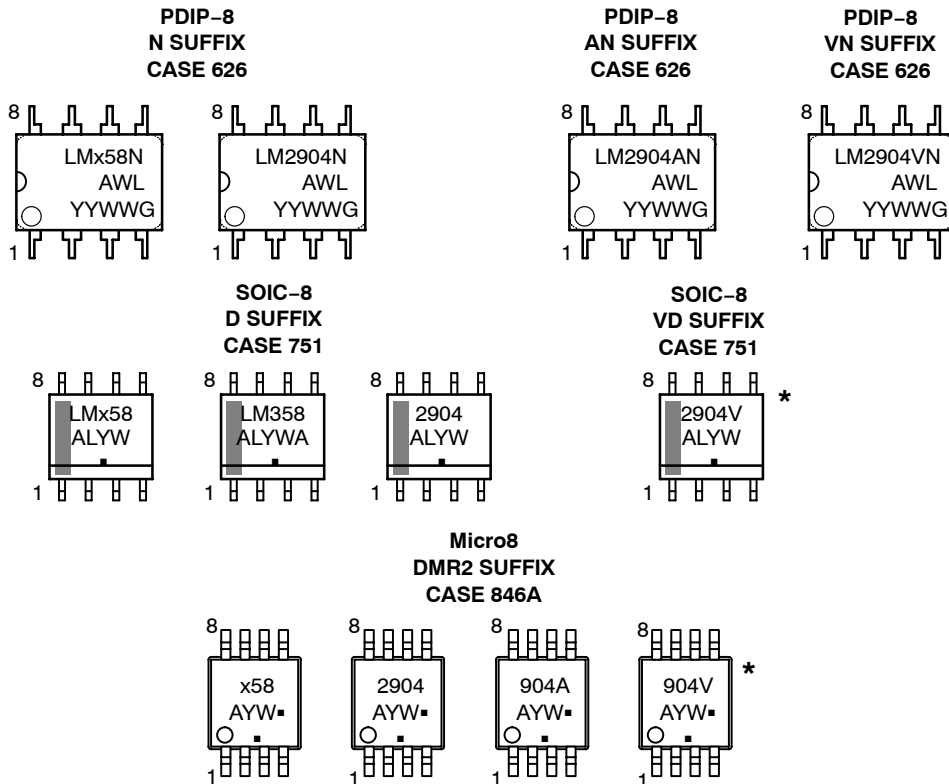 PDIP−8
N SUFFIX
CASE 626
PDIP−8
AN SUFFIX
CASE 626
PDIP−8
VN SUFFIX
CASE 626
8
LMx58N
AWL
YYWWG
1
LM2904N
AWL
YYWWG
8
1
8
LM2904AN
AWL
YYWWG
1
8
LM2904VN
AWL
YYWWG
1
SOIC−8
D SUFFIX
CASE 751
SOIC−8
VD SUFFIX
CASE 751
8
LMx58
ALYW
1
8
LM358
ALYWA
1
8
2904
ALYW
1
8
2904V
ALYW
1
*
Micro8
DMR2 SUFFIX
CASE 846A
8
x58
AYW
1
8
2904
AYW
1
8
904A
AYW
1
8
904V
AYW
1
*